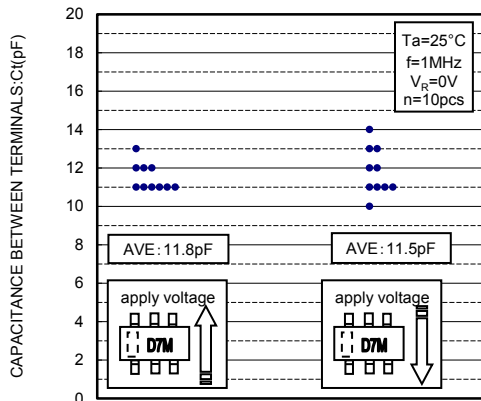 CAPACITANCE BETWEEN TERMINALS:Ct(pF)
20
18
16
14
12
10
8
6
4
2
0
Ta=25°C
f=1MHz
VR=0V
n=10pcs
AVE:11.8pF
AVE:11.5pF
apply voltage
D7M
apply voltage
D7M